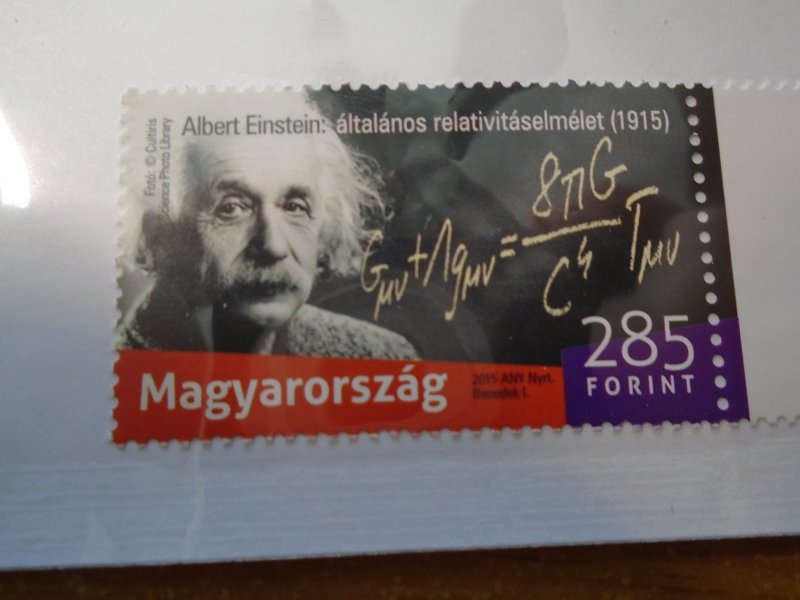 Albert Einstein: általános relativitáselmélet (1915)
Fotó: © Cultiris
Science Photo Library
Gμν+Λgμν=8πG/C⁴ Tμν
285
FORINT
Magyarország
2015 ANY Nyrt.
Benedek I.